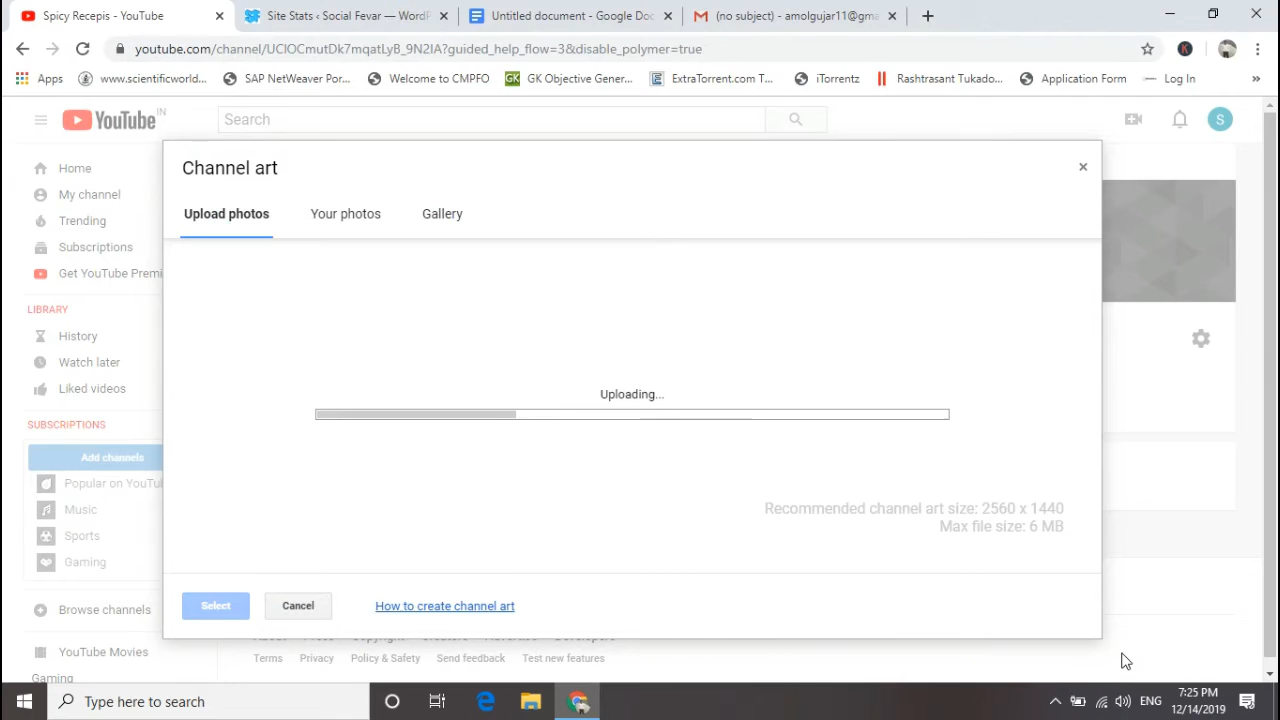 Spicy Recepis - YouTube
Site Stats ‹ Social Fevar — WordP
Untitled document - Google Doc
(no subject) - amolgujar11@gma
youtube.com/channel/UClOCmutDk7mqatLyB_9N2IA?guided_help_flow=3&disable_polymer=true
Apps
www.scientificworld...
SAP NetWeaver Por...
Welcome to CMPFO
GK Objective Gener...
ExtraTorrent.com T...
iTorrentz
Rashtrasant Tukado...
Application Form
Log In
YouTube IN
Search
S
Channel art
Upload photos
Your photos
Gallery
Home
My channel
Trending
Subscriptions
Get YouTube Premi
LIBRARY
History
Watch later
Liked videos
SUBSCRIPTIONS
Add channels
Popular on YouTu
Music
Sports
Gaming
Browse channels
YouTube Movies
Gaming
Uploading...
Recommended channel art size: 2560 x 1440
Max file size: 6 MB
Select
Cancel
How to create channel art
Terms
Privacy
Policy & Safety
Send feedback
Test new features
Type here to search
ENG
7:25 PM
12/14/2019